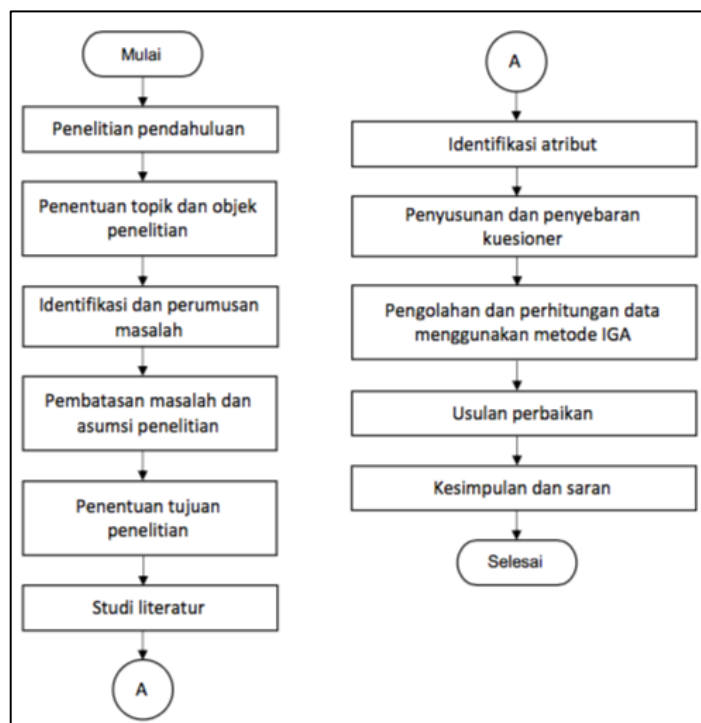 Mulai
Penelitian pendahuluan
Penentuan topik dan objek
penelitian
Identifikasi dan perumusan
masalah
Pembatasan masalah dan
asumsi penelitian
Penentuan tujuan
penelitian
Studi literatur
A
A
Identifikasi atribut
Penyusunan dan penyebaran
kuesioner
Pengolahan dan perhitungan data
menggunakan metode IGA
Usulan perbaikan
Kesimpulan dan saran
Selesai